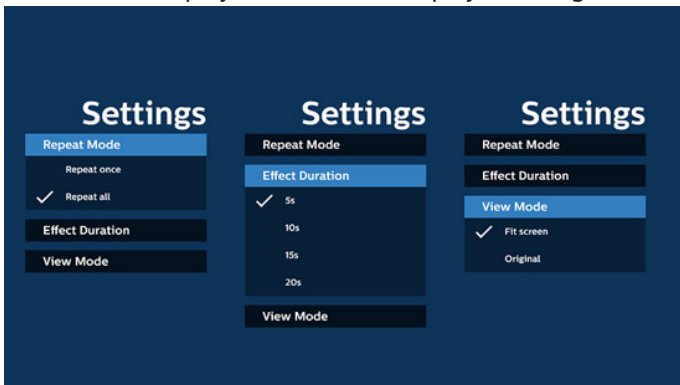 Settings
Repeat Mode
Repeat once
Repeat all
Effect Duration
View Mode
Settings
Repeat Mode
Effect Duration
5s
10s
15s
20s
View Mode
Settings
Repeat Mode
Effect Duration
View Mode
Fit screen
Original